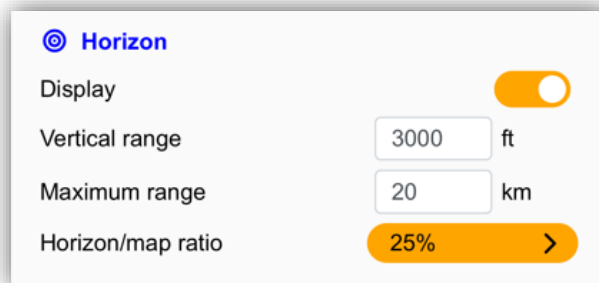 Horizon
Display
Vertical range 3000 ft
Maximum range 20 km
Horizon/map ratio 25%